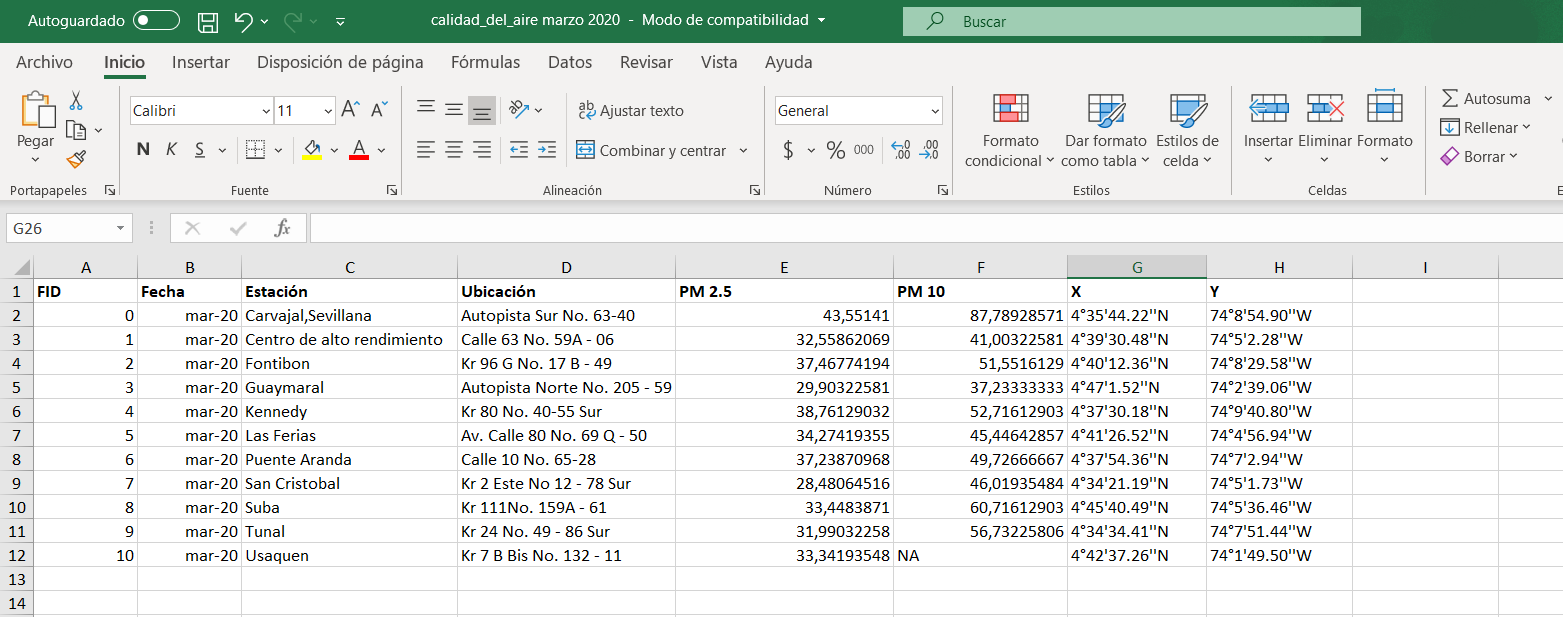 Autoguardado calidad_del_aire marzo 2020 - Modo de compatibilidad Buscar
Archivo Inicio Insertar Disposición de página Fórmulas Datos Revisar Vista Ayuda
Pegar
Portapapeles
Calibri 11 A A
N K S A
Fuente
ab Ajustar texto
Combinar y centrar
Alineación
General
$ % 000 ,00 ,00
Número
Formato condicional
Dar formato como tabla
Estilos de celda
Estilos
Insertar Eliminar Formato
Celdas
Autosuma
Rellenar
Borrar
G26 fx
A B C D E F G H I
1 FID Fecha Estación Ubicación PM 2.5 PM 10 X Y
2 0 mar-20 Carvajal,Sevillana Autopista Sur No. 63-40 43,55141 87,78928571 4°35'44.22''N 74°8'54.90''W
3 1 mar-20 Centro de alto rendimiento Calle 63 No. 59A - 06 32,55862069 41,00322581 4°39'30.48''N 74°5'2.28''W
4 2 mar-20 Fontibon Kr 96 G No. 17 B - 49 37,46774194 51,5516129 4°40'12.36''N 74°8'29.58''W
5 3 mar-20 Guaymaral Autopista Norte No. 205 - 59 29,90322581 37,23333333 4°47'1.52''N 74°2'39.06''W
6 4 mar-20 Kennedy Kr 80 No. 40-55 Sur 38,76129032 52,71612903 4°37'30.18''N 74°9'40.80''W
7 5 mar-20 Las Ferias Av. Calle 80 No. 69 Q - 50 34,27419355 45,44642857 4°41'26.52''N 74°4'56.94''W
8 6 mar-20 Puente Aranda Calle 10 No. 65-28 37,23870968 49,72666667 4°37'54.36''N 74°7'2.94''W
9 7 mar-20 San Cristobal Kr 2 Este No 12 - 78 Sur 28,48064516 46,01935484 4°34'21.19''N 74°5'1.73''W
10 8 mar-20 Suba Kr 111No. 159A - 61 33,4483871 60,71612903 4°45'40.49''N 74°5'36.46''W
11 9 mar-20 Tunal Kr 24 No. 49 - 86 Sur 31,99032258 56,73225806 4°34'34.41''N 74°7'51.44''W
12 10 mar-20 Usaquen Kr 7 B Bis No. 132 - 11 33,34193548 NA 4°42'37.26''N 74°1'49.50''W
13
14